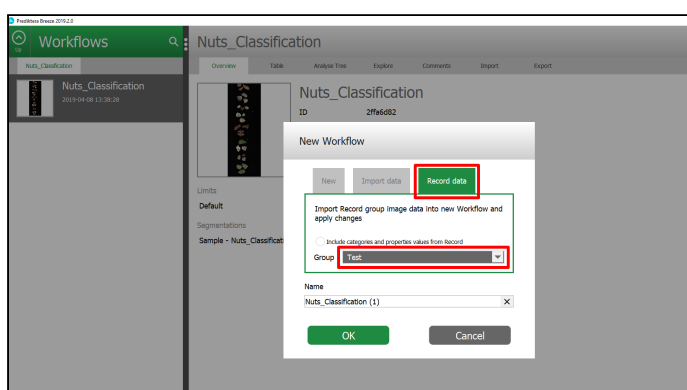 Prediktera Breeze 2019.2.0
Up
Workflows
Nuts_Classification
Nuts_Classification
2019-04-08 13:38:28
Nuts_Classification
Overview Table Analyse Tree Explore Comments Import Export
Nuts_Classification
ID 2ffa6d82
Limits
Default
Segmentations
Sample - Nuts_Classificat
New Workflow
New Import data Record data
Import Record group image data into new Workflow and
apply changes
Include categories and properties values from Record
Group Test
Name
Nuts_Classification (1) X
OK Cancel